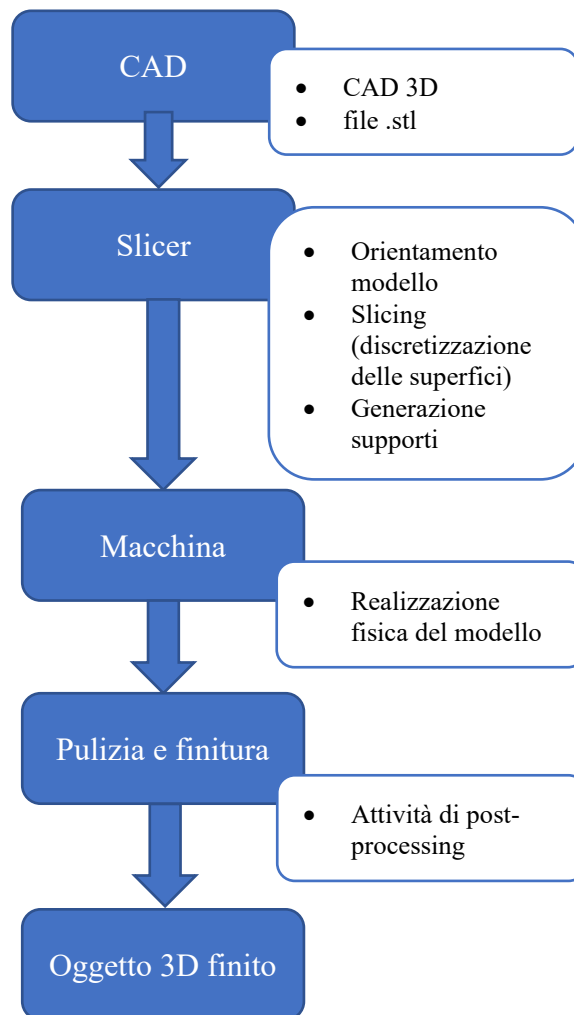 CAD
• CAD 3D
• file .stl
Slicer
• Orientamento
modello
• Slicing
(discretizzazione
delle superfici)
• Generazione
supporti
Macchina
• Realizzazione
fisica del modello
Pulizia e finitura
• Attività di post-
processing
Oggetto 3D finito